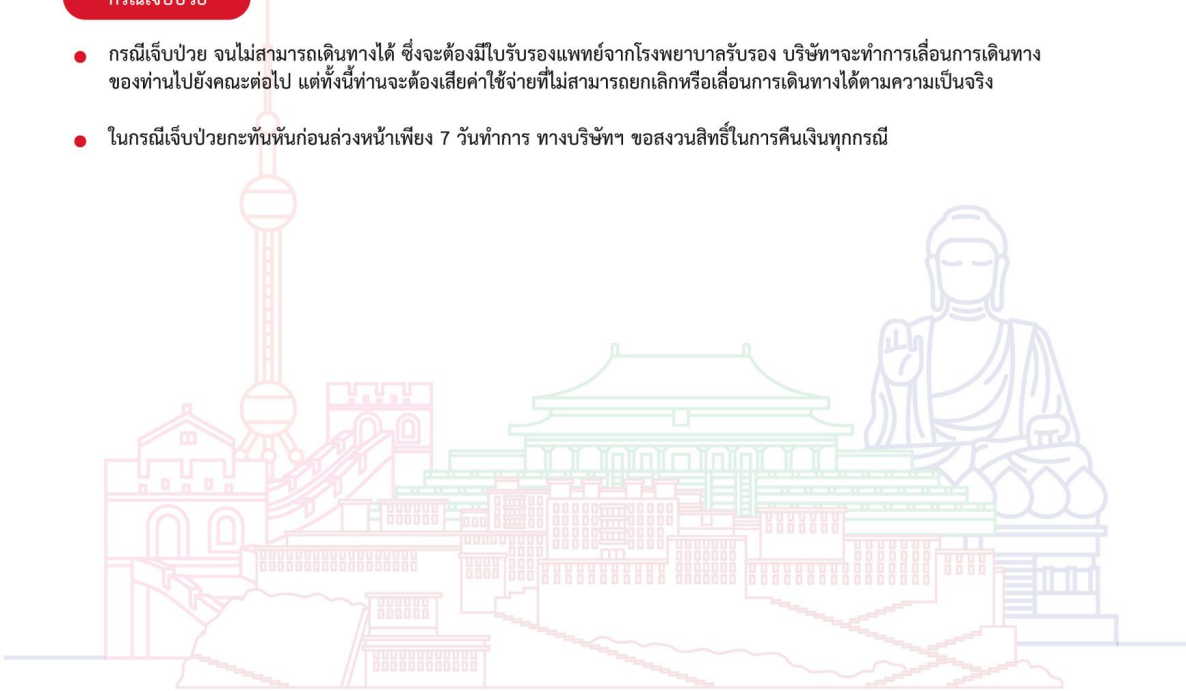 กรณีเจ็บป่วย
กรณีเจ็บป่วย จนไม่สามารถเดินทางได้ ซึ่งจะต้องมีใบรับรองแพทย์จากโรงพยาบาลรับรอง บริษัทฯจะทำการเลื่อนการเดินทาง
ของท่านไปยังคณะต่อไป แต่ทั้งนี้ท่านจะต้องเสียค่าใช้จ่ายที่ไม่สามารถยกเลิกหรือเลื่อนการเดินทางได้ตามความเป็นจริง
ในกรณีเจ็บป่วยกะทันหันก่อนล่วงหน้าเพียง 7 วันทำการ ทางบริษัทฯ ขอสงวนสิทธิ์ในการคืนเงินทุกกรณี